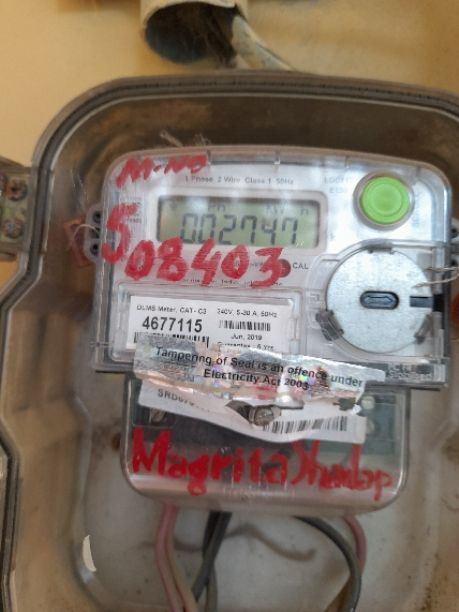 M-NO
1 Phase 2 Wire Class 1 50Hz
002747
508403
CAL
DLMS Meter, CAT - C3 240V, 5-30 A, 50Hz
4677115
Jun, 2019
Tampering of Seal is an offence under
Electricity Act 2003
Magrita